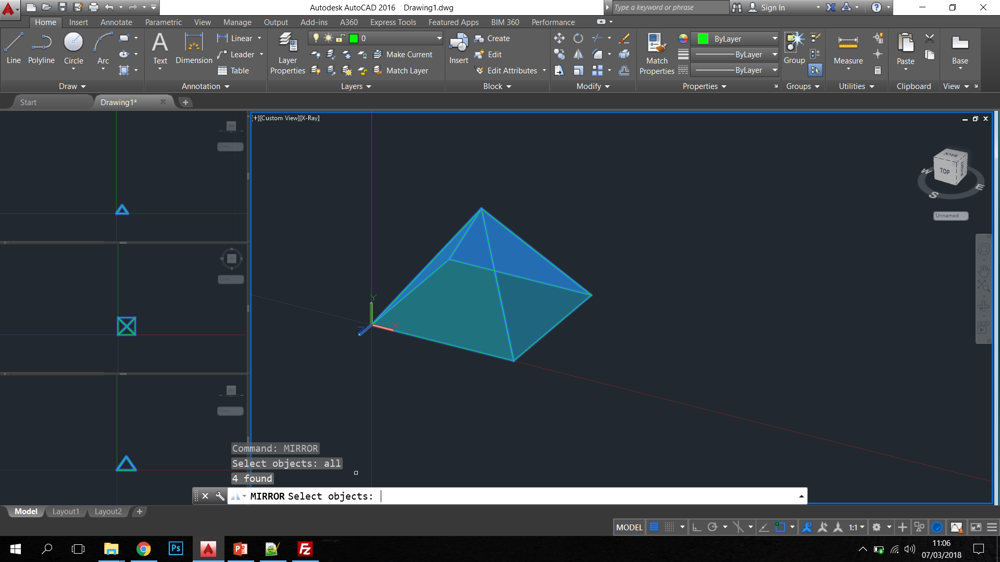 Autodesk AutoCAD 2016 Drawing1.dwg
Type a keyword or phrase
Sign In
Home Insert Annotate Parametric View Manage Output Add-ins A360 Express Tools Featured Apps BIM 360 Performance
Line
Polyline
Circle
Arc
Draw
Text
Dimension
Linear
Leader
Table
Annotation
Layer
Properties
0
Make Current
Match Layer
Layers
Insert
Create
Edit
Edit Attributes
Block
Modify
Match
Properties
ByLayer
ByLayer
ByLayer
Properties
Group
Groups
Measure
Utilities
Paste
Clipboard
Base
View
Start
Drawing1*
[+][Custom View][X-Ray]
BACK
TOP
W
S
E
Unnamed
N
W
E
S
Y
X
Z
Command: MIRROR
Select objects: all
4 found
MIRROR Select objects:
Model
Layout1
Layout2
MODEL
1:1
Ps
Fz
11:06
07/03/2018